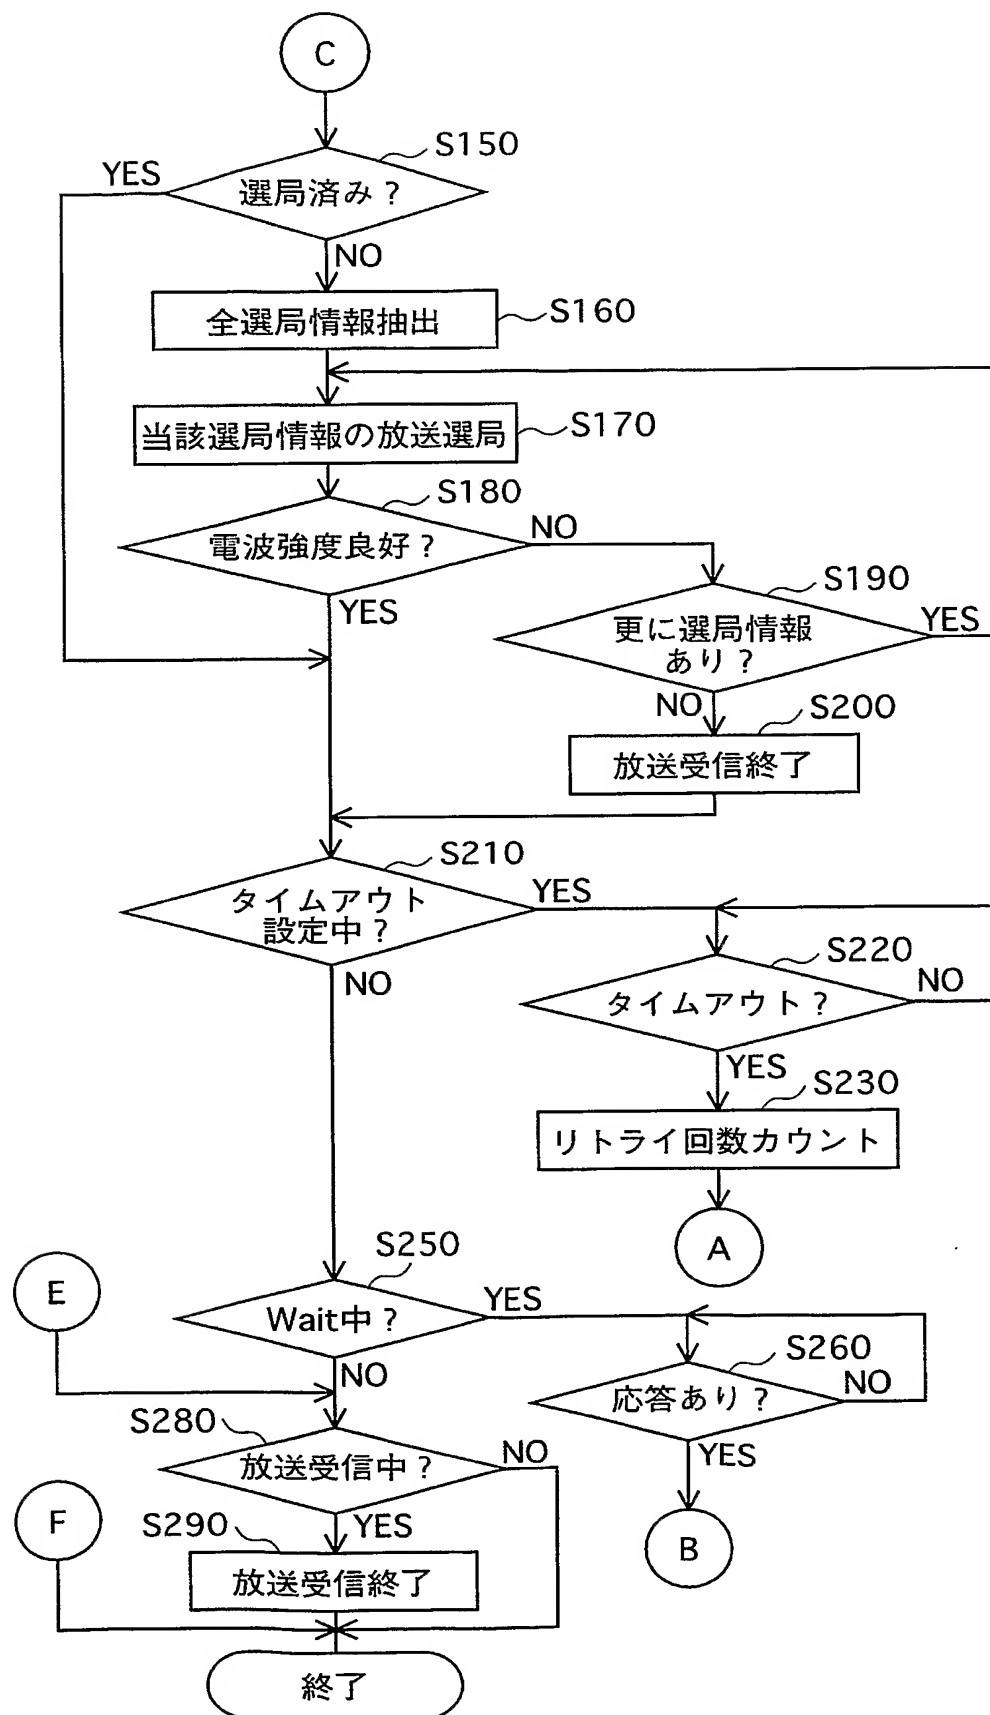 C
S150
YES
選局済み?
NO
全選局情報抽出
S160
当該選局情報の放送選局
S170
S180
電波強度良好?
NO
YES
S190
更に選局情報
あり?
YES
NO
S200
放送受信終了
S210
タイムアウト
設定中?
YES
NO
S220
タイムアウト?
NO
YES
S230
リトライ回数カウント
A
S250
E
Wait中?
YES
NO
S260
応答あり?
NO
YES
B
S280
放送受信中?
NO
YES
F
S290
放送受信終了
終了